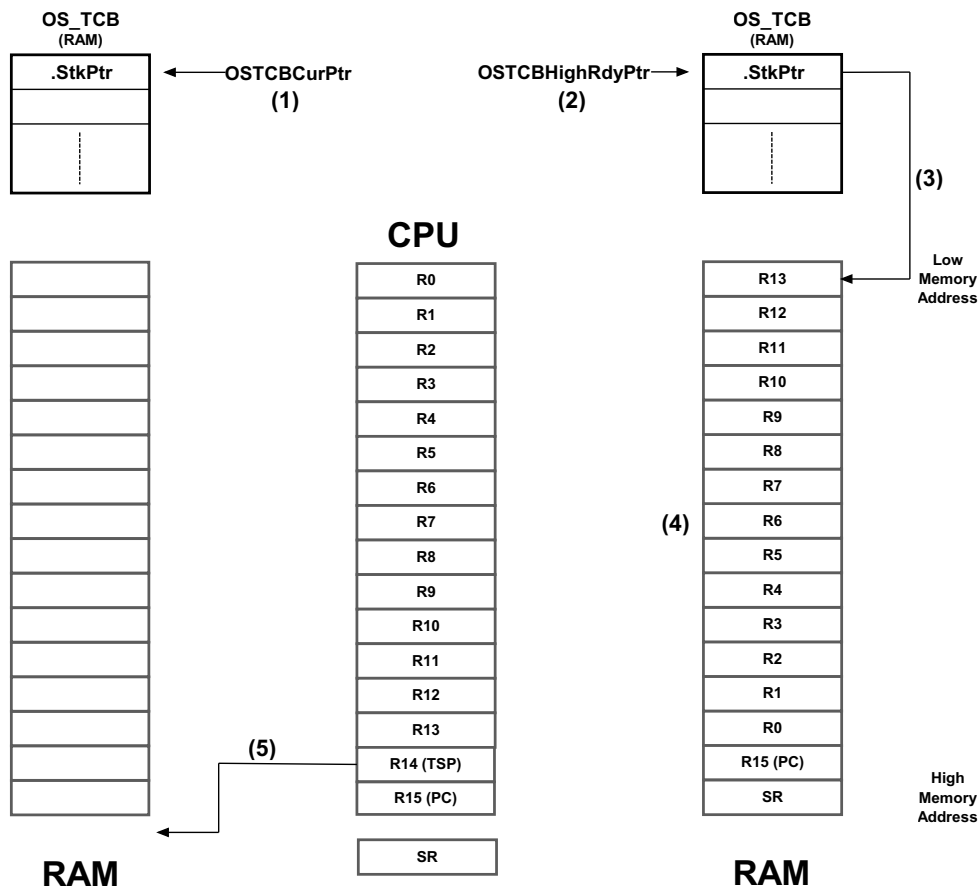 OS_TCB
(RAM)
.StkPtr
OSTCBCurPtr
(1)
OSTCBHighRdyPtr
(2)
OS_TCB
(RAM)
.StkPtr
(3)
CPU
R0
R1
R2
R3
R4
R5
R6
R7
R8
R9
R10
R11
R12
R13
R14 (TSP)
R15 (PC)
SR
(5)
RAM
(4)
R13
R12
R11
R10
R9
R8
R7
R6
R5
R4
R3
R2
R1
R0
R15 (PC)
SR
RAM
Low
Memory
Address
High
Memory
Address